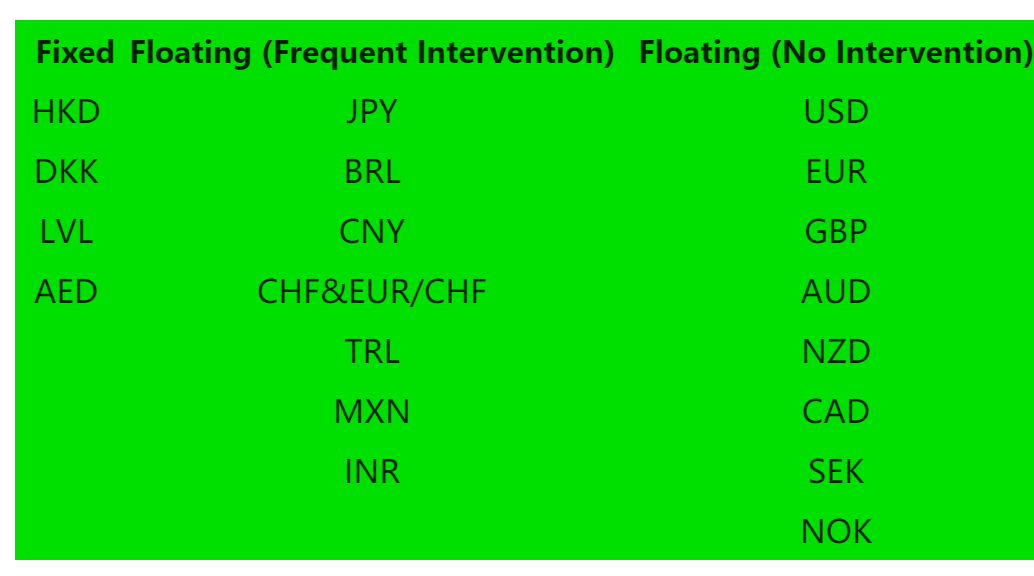 Fixed Floating (Frequent Intervention) Floating (No Intervention)
HKD JPY USD
DKK BRL EUR
LVL CNY GBP
AED CHF&EUR/CHF AUD
TRL NZD
MXN CAD
INR SEK
NOK